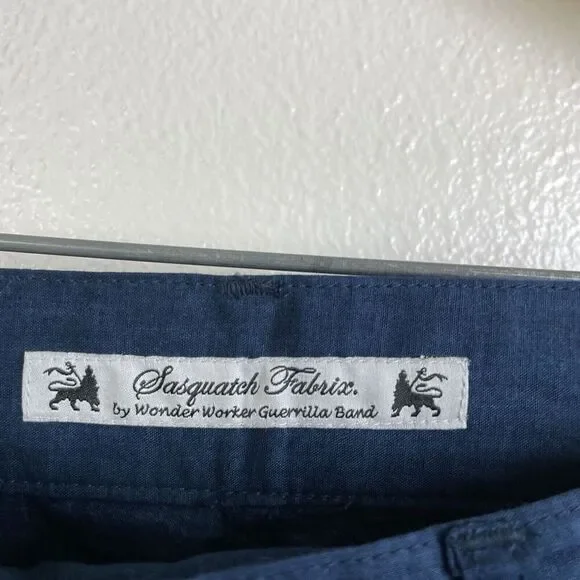 Sasquatch Fabrix.
by Wonder Worker Guerrilla Band